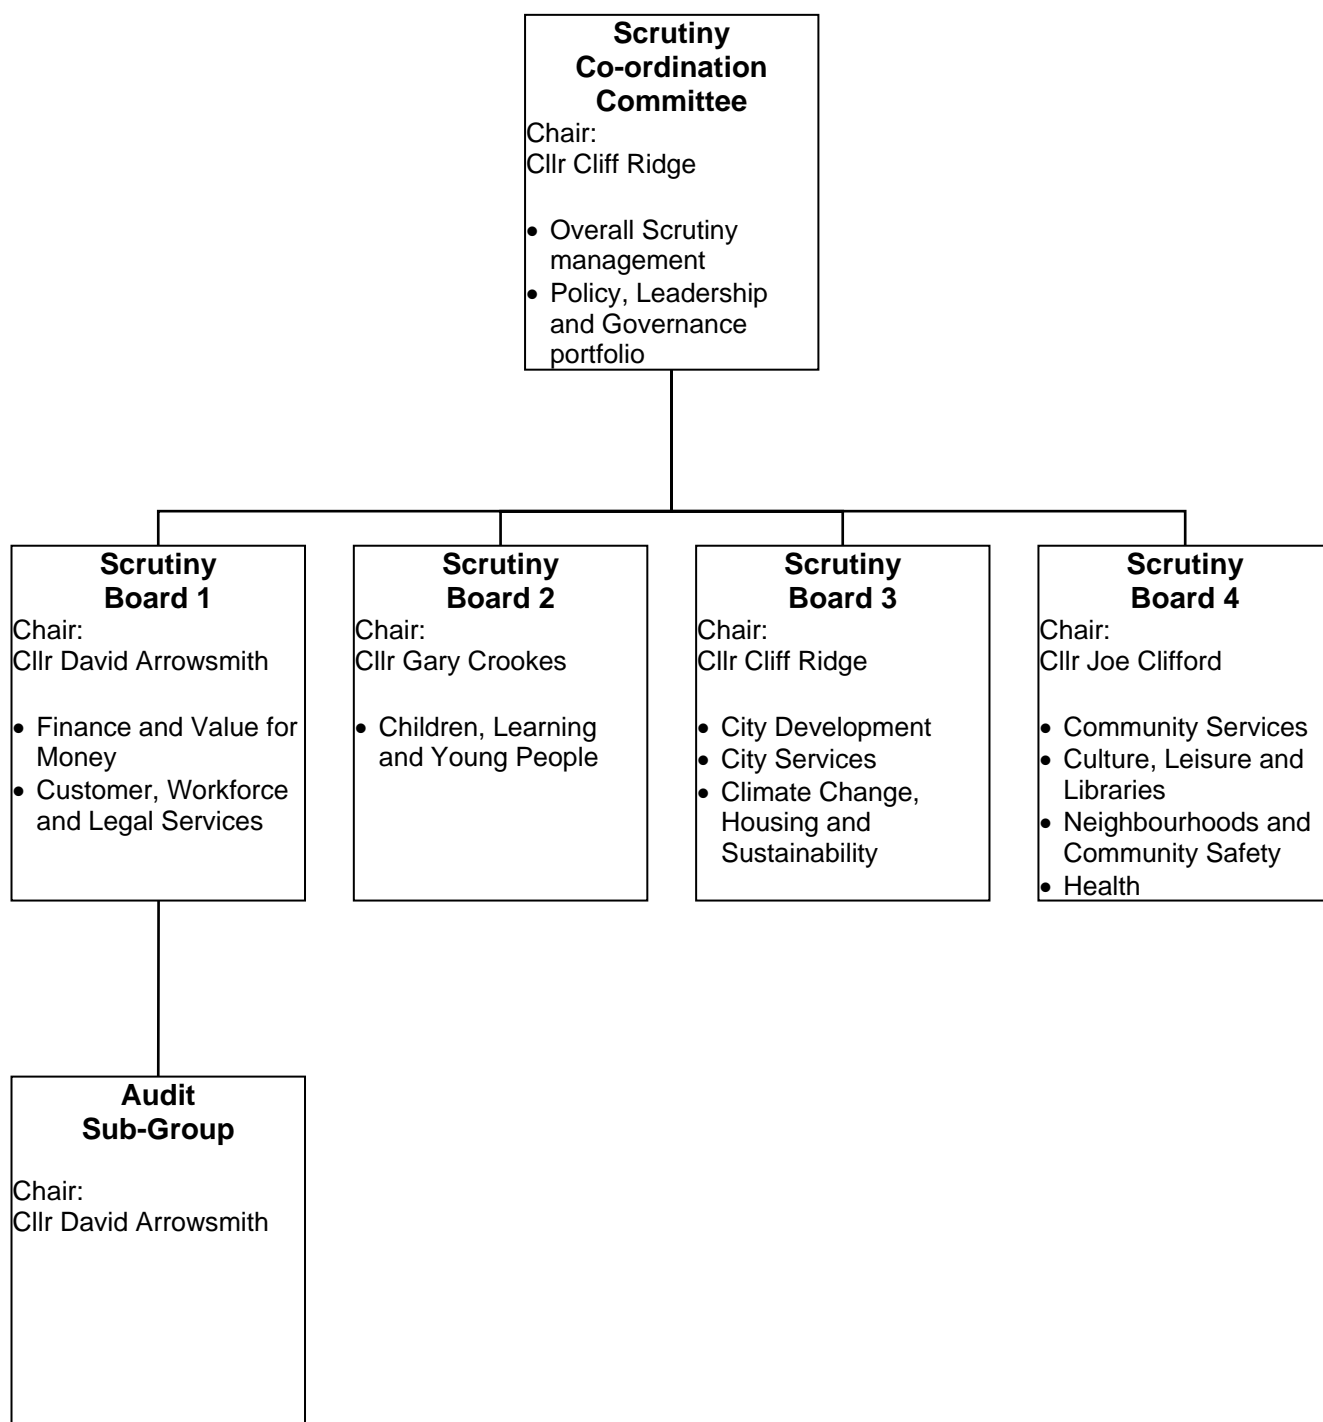 Scrutiny
Co-ordination
Committee
Chair:
Cllr Cliff Ridge
• Overall Scrutiny
management
• Policy, Leadership
and Governance
portfolio
Scrutiny
Board 1
Chair:
Cllr David Arrowsmith
• Finance and Value for
Money
• Customer, Workforce
and Legal Services
Scrutiny
Board 2
Chair:
Cllr Gary Crookes
• Children, Learning
and Young People
Scrutiny
Board 3
Chair:
Cllr Cliff Ridge
• City Development
• City Services
• Climate Change,
Housing and
Sustainability
Scrutiny
Board 4
Chair:
Cllr Joe Clifford
• Community Services
• Culture, Leisure and
Libraries
• Neighbourhoods and
Community Safety
• Health
Audit
Sub-Group
Chair:
Cllr David Arrowsmith